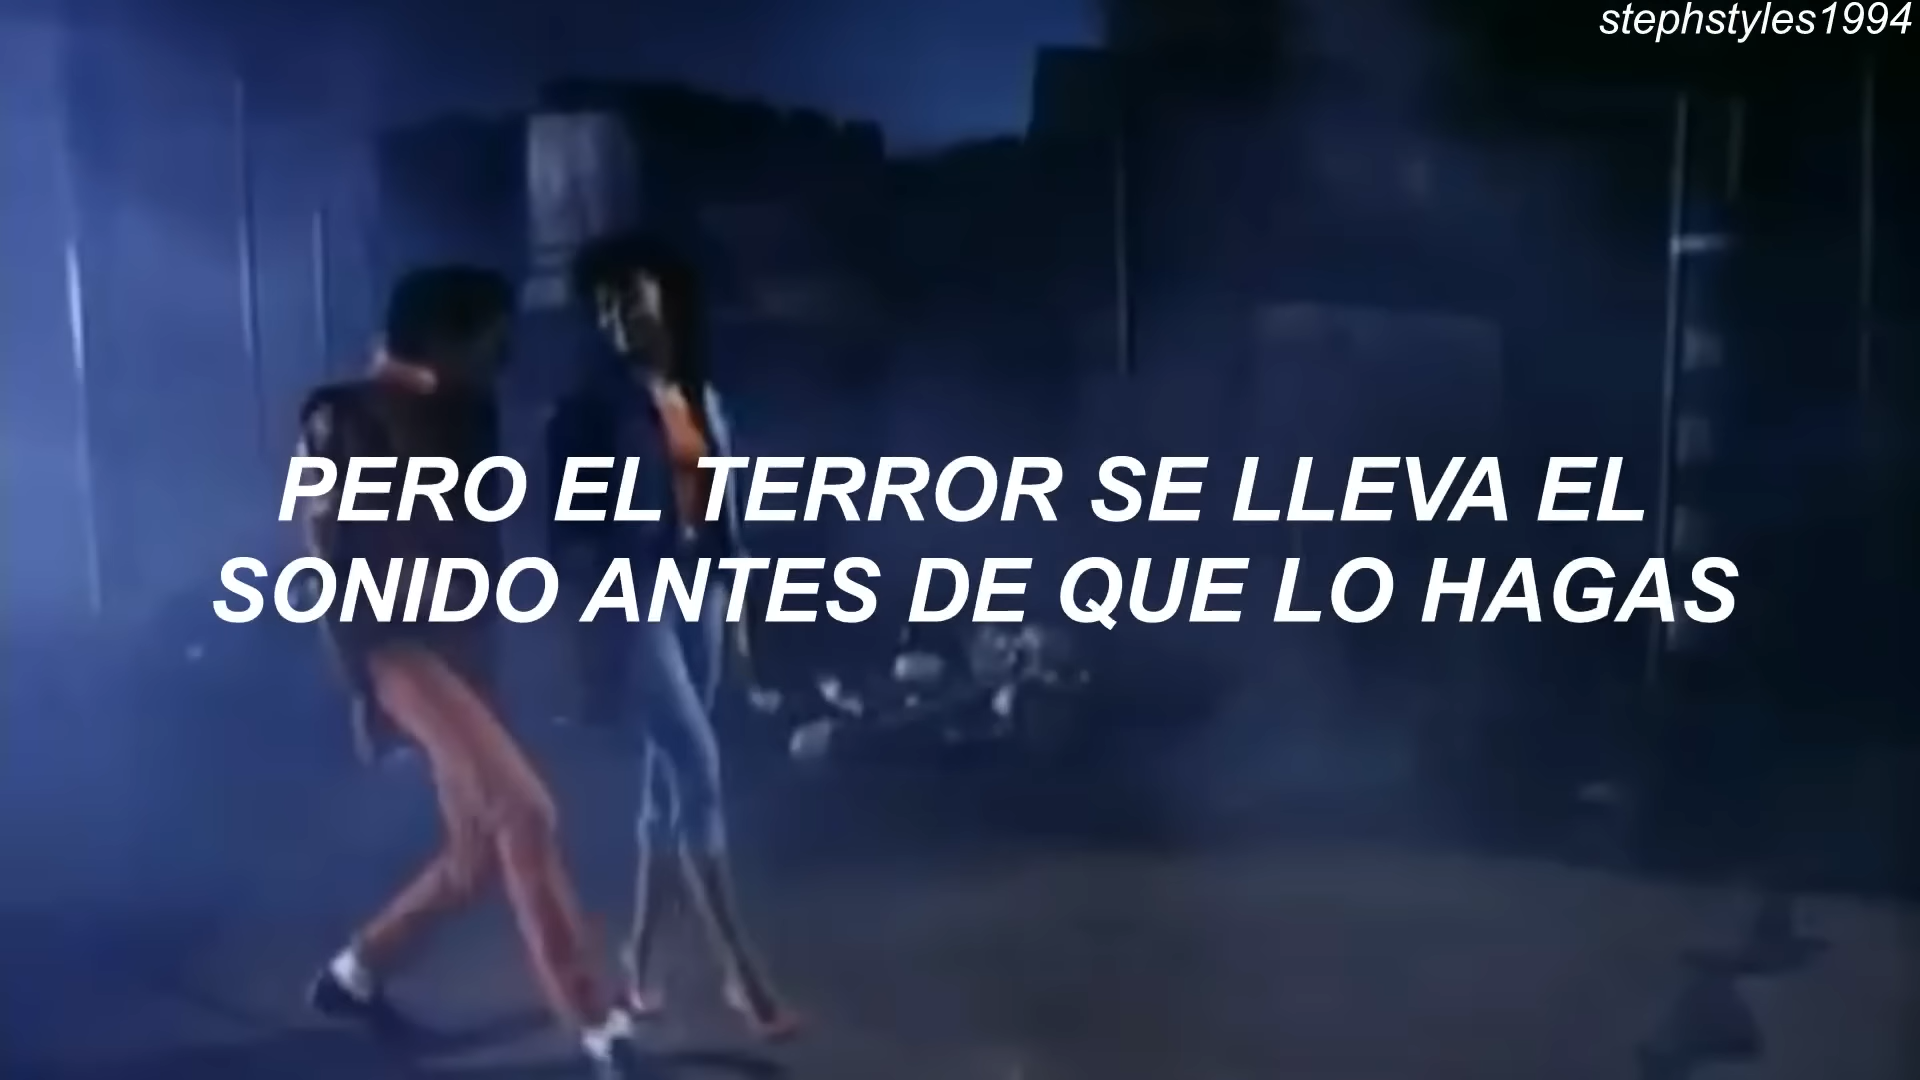 stephstyles1994
PERO EL TERROR SE LLEVA EL
SONIDO ANTES DE QUE LO HAGAS